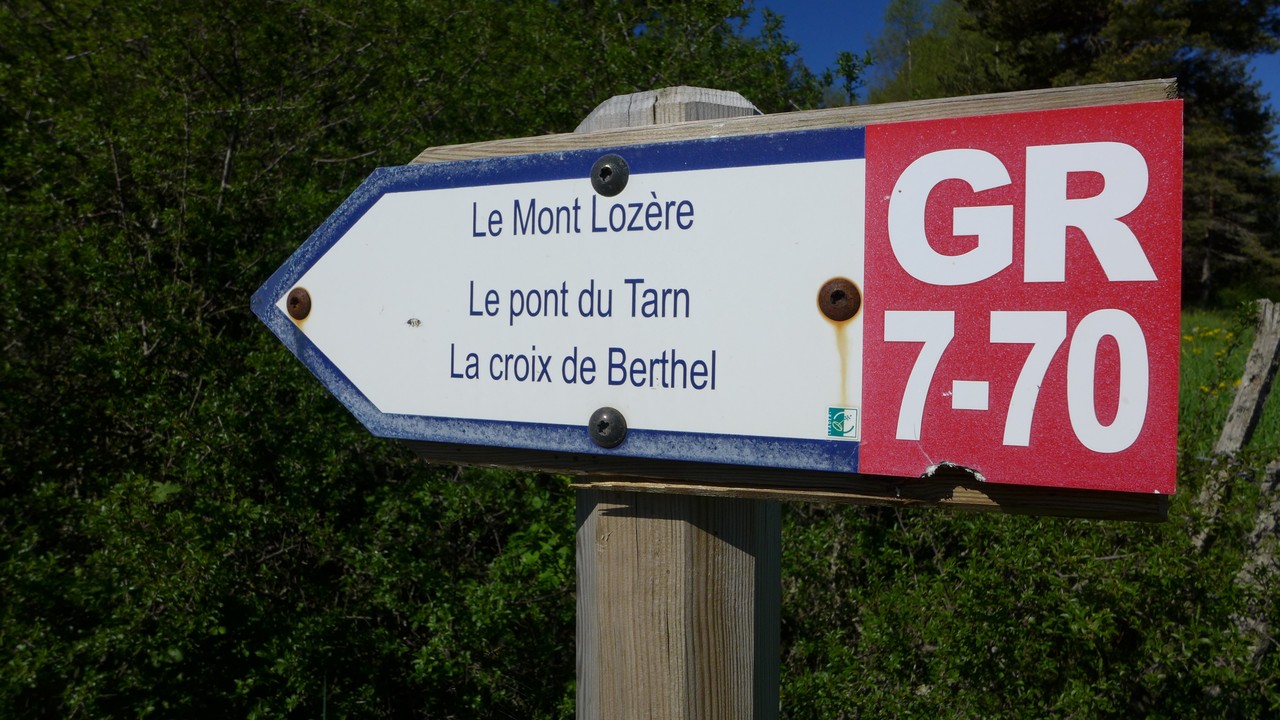 Le Mont Lozère
Le pont du Tarn
La croix de Berthel
GR
7-70